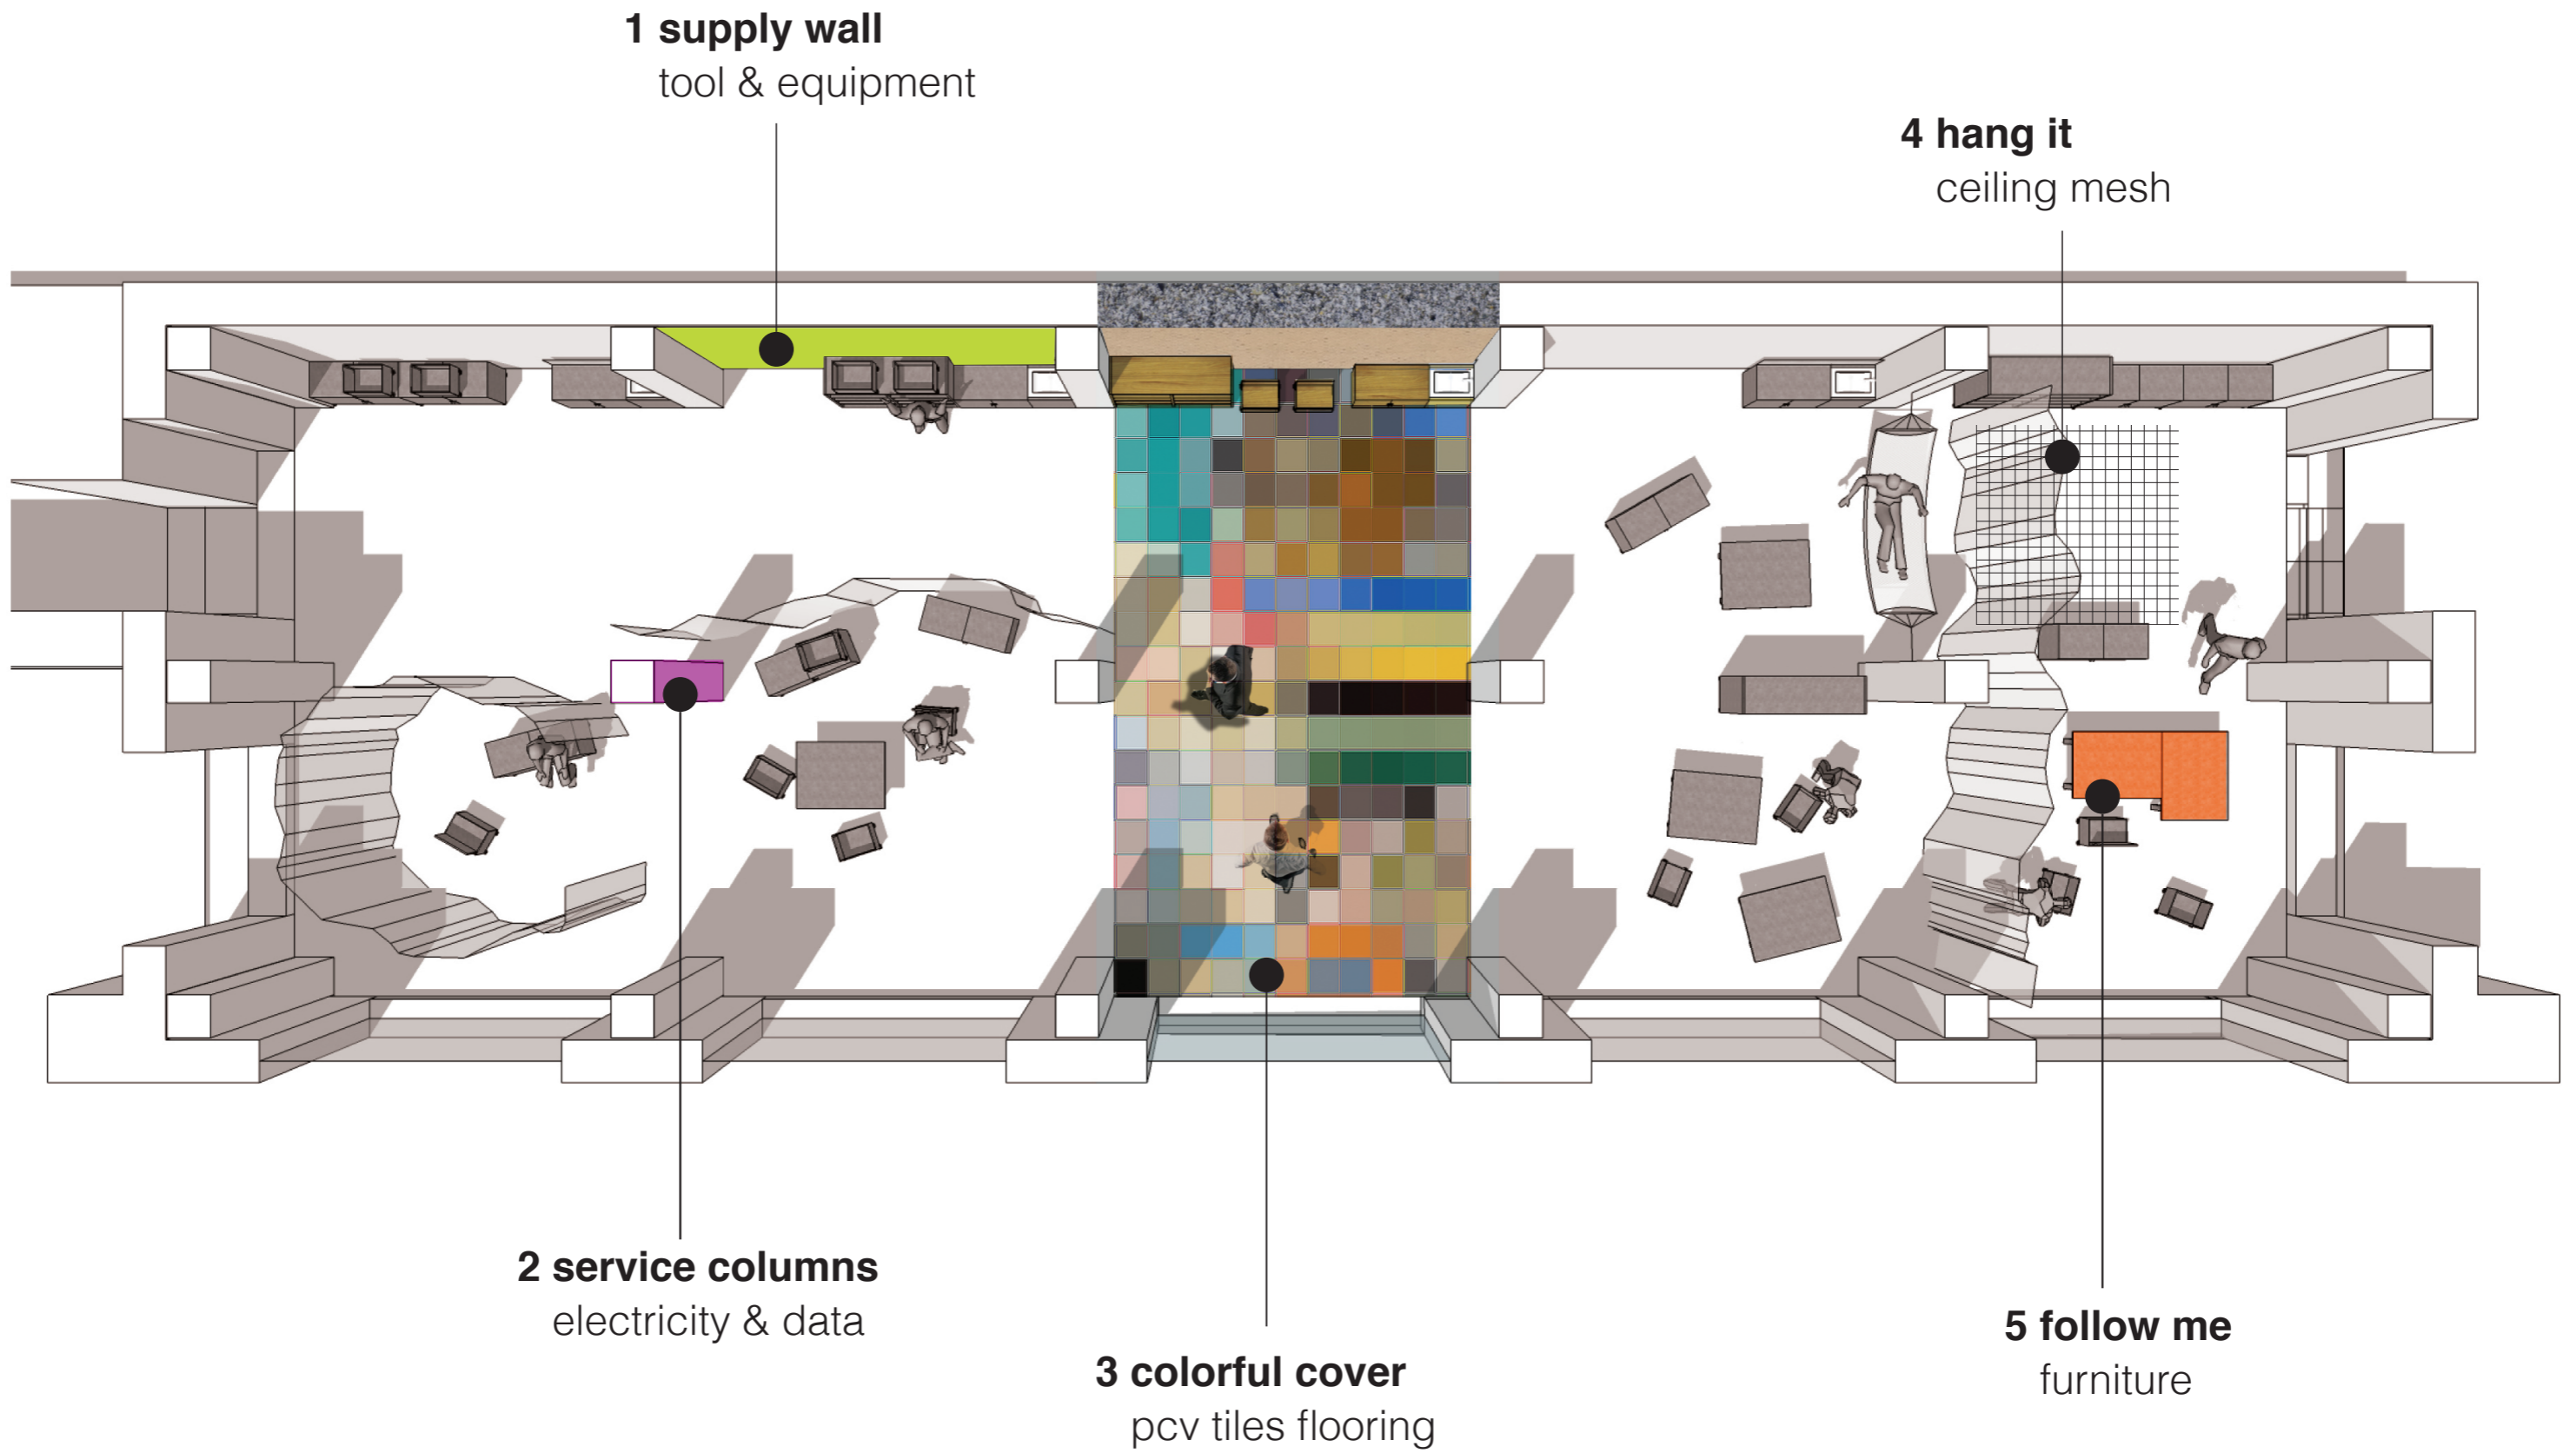 1 supply wall
tool & equipment
4 hang it
ceiling mesh
2 service columns
electricity & data
3 colorful cover
pcv tiles flooring
5 follow me
furniture